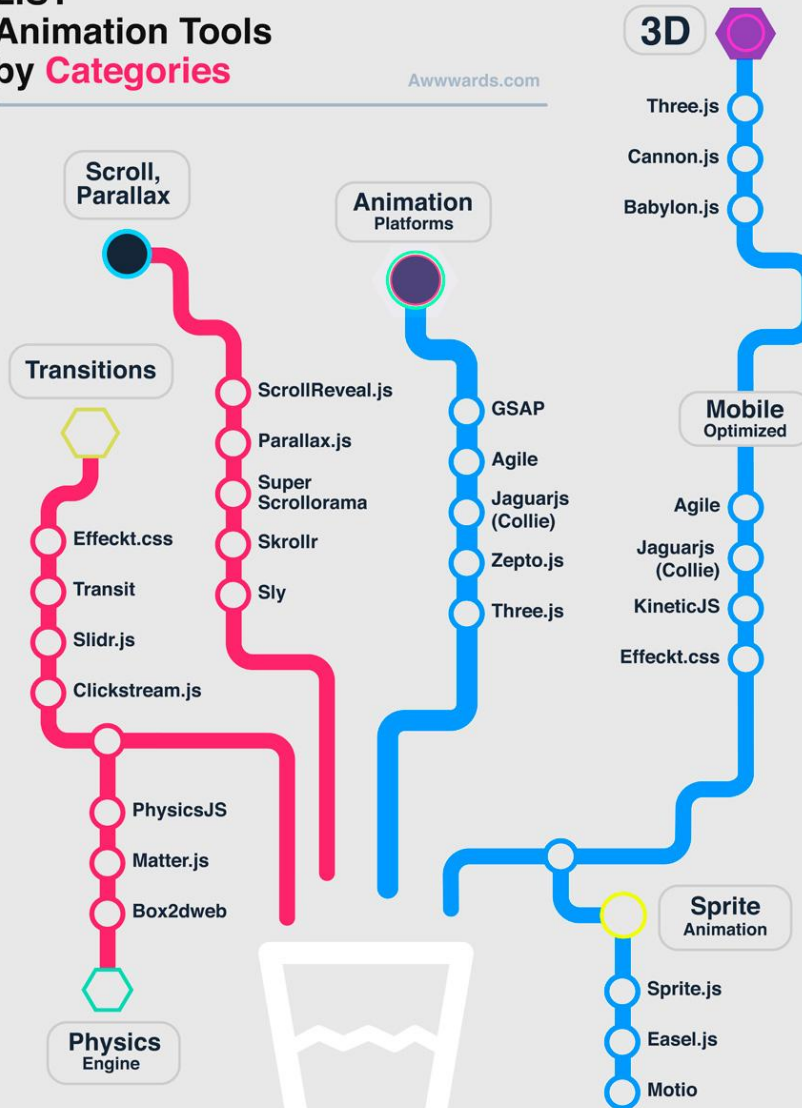 LIST
Animation Tools
by Categories
Awwwards.com
3D
Three.js
Cannon.js
Babylon.js
Scroll,
Parallax
ScrollReveal.js
Parallax.js
Super
Scrollorama
Skrollr
Sly
Animation
Platforms
GSAP
Agile
Jaguarjs
(Collie)
Zepto.js
Three.js
Transitions
Effeckt.css
Transit
Slidr.js
Clickstream.js
PhysicsJS
Matter.js
Box2dweb
Physics
Engine
Mobile
Optimized
Agile
Jaguarjs
(Collie)
KineticJS
Effeckt.css
Sprite
Animation
Sprite.js
Easel.js
Motio